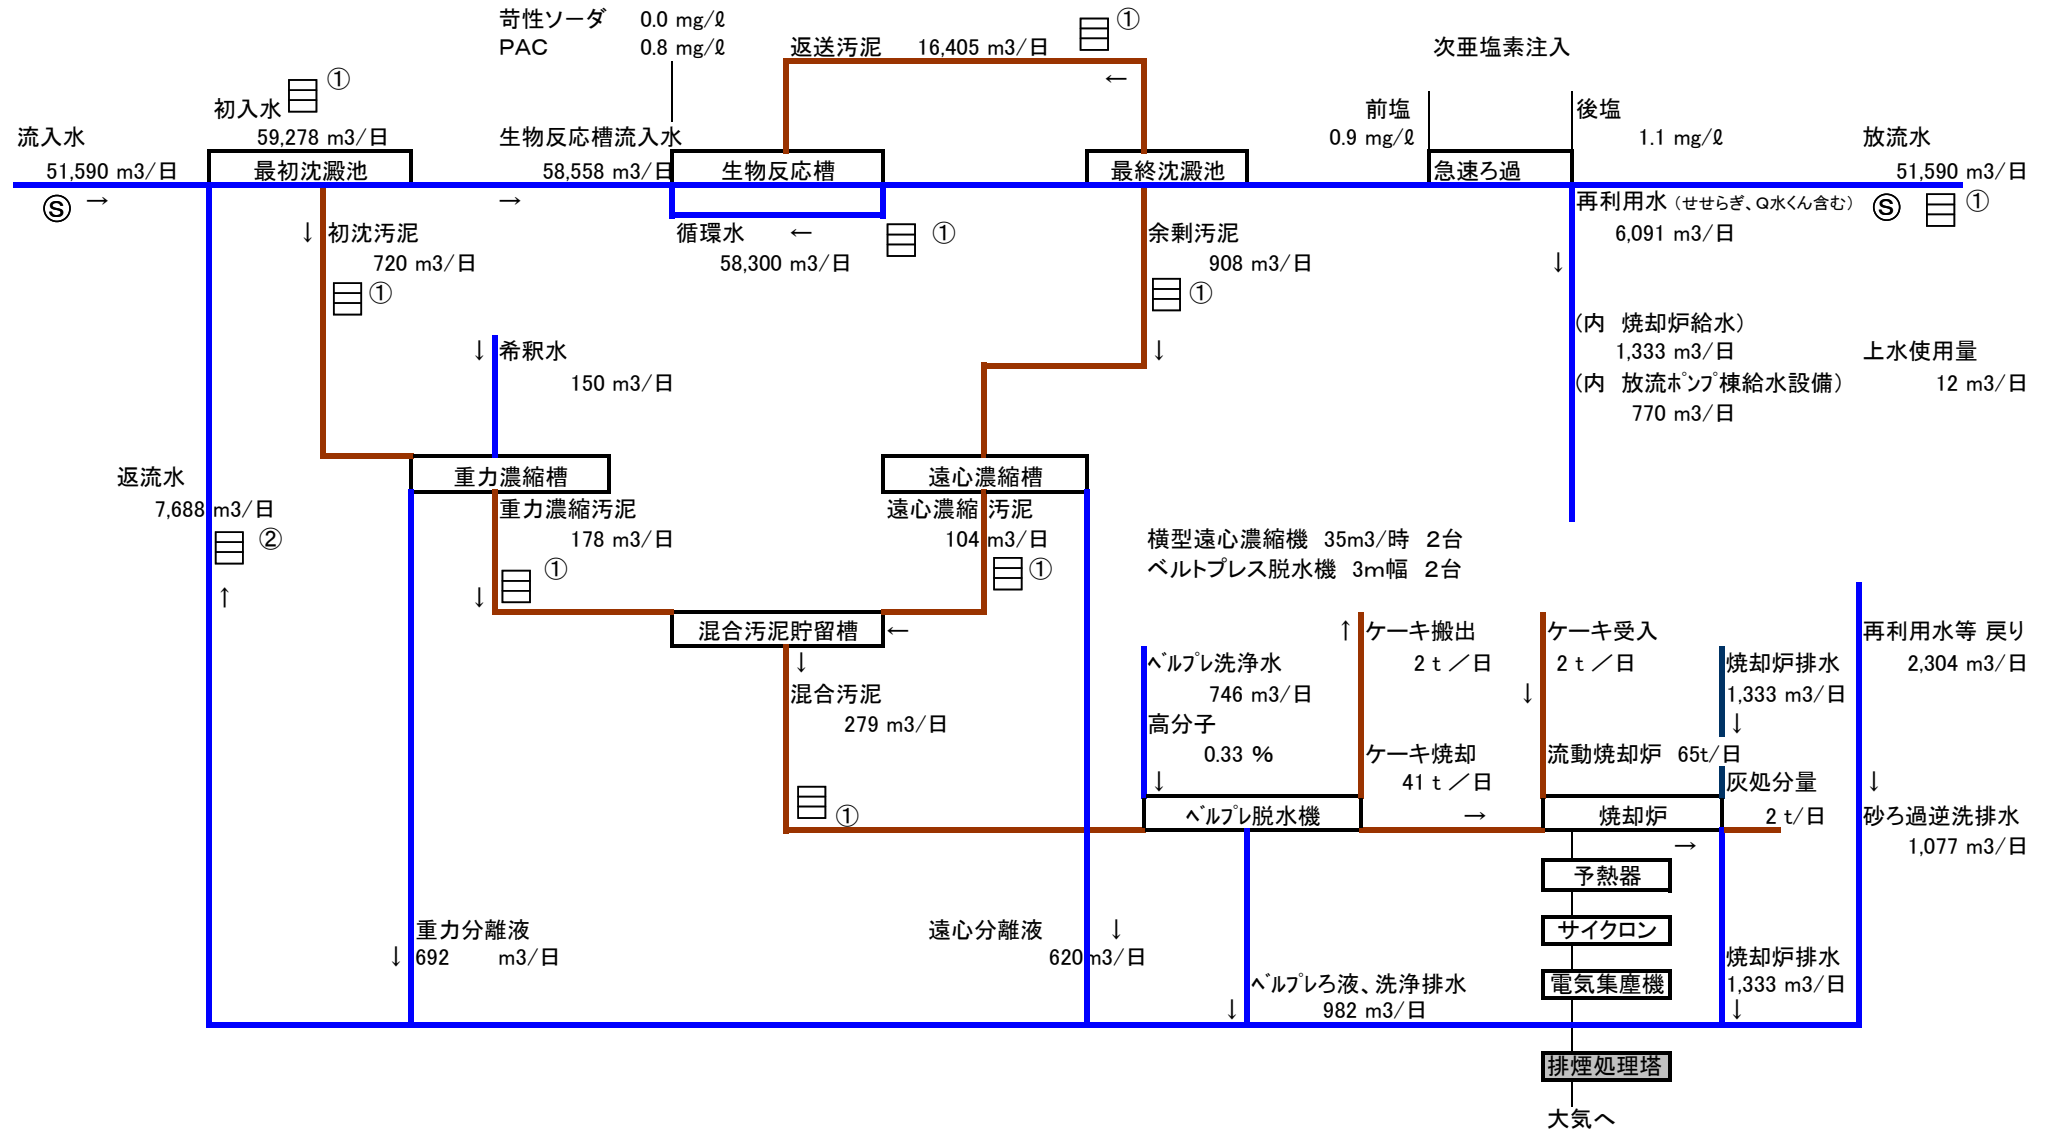 苛性ソーダ 0.0 mg/ℓ
PAC 0.8 mg/ℓ
返送汚泥 16,405 m3/日
①
次亜塩素注入
初入水
①
59,278 m3/日
流入水
51,590 m3/日
Ⓢ →
最初沈澱池
生物反応槽流入水
58,558 m3/日
→
生物反応槽
←
最終沈澱池
前塩
0.9 mg/ℓ
後塩
1.1 mg/ℓ
急速ろ過
放流水
51,590 m3/日
再利用水（せせらぎ、Q水くん含む） Ⓢ ①
6,091 m3/日
↓ 初沈汚泥
720 m3/日
①
循環水 ←
58,300 m3/日
①
余剰汚泥
908 m3/日
①
↓
↓
（内 焼却炉給水）
1,333 m3/日
（内 放流ﾎﾟﾝﾌﾟ棟給水設備）
770 m3/日
上水使用量
12 m3/日
↓ 希釈水
150 m3/日
返流水
7,688 m3/日
②
↑
重力濃縮槽
重力濃縮汚泥
178 m3/日
①
↓
遠心濃縮槽
遠心濃縮 汚泥
104 m3/日
①
横型遠心濃縮機 35m3/時 2台
ベルトプレス脱水機 3m幅 2台
混合汚泥貯留槽 ←
↓
混合汚泥
279 m3/日
①
ﾍﾞﾙﾌﾟﾚ洗浄水
746 m3/日
高分子
0.33 %
↓
↑ ケーキ搬出
2 t ／日
ケーキ焼却
41 t ／日
ケーキ受入
2 t ／日
↓
流動焼却炉 65t/日
焼却炉排水
1,333 m3/日
↓
灰処分量
2 t/日
再利用水等 戻り
2,304 m3/日
↓
砂ろ過逆洗排水
1,077 m3/日
ﾍﾞﾙﾌﾟﾚ脱水機
→
焼却炉
→
予熱器
サイクロン
電気集塵機
排煙処理塔
大気へ
重力分離液
↓ 692 m3/日
遠心分離液 ↓
620m3/日
ﾍﾞﾙﾌﾟﾚろ液、洗浄排水
↓ 982 m3/日
焼却炉排水
1,333 m3/日
↓